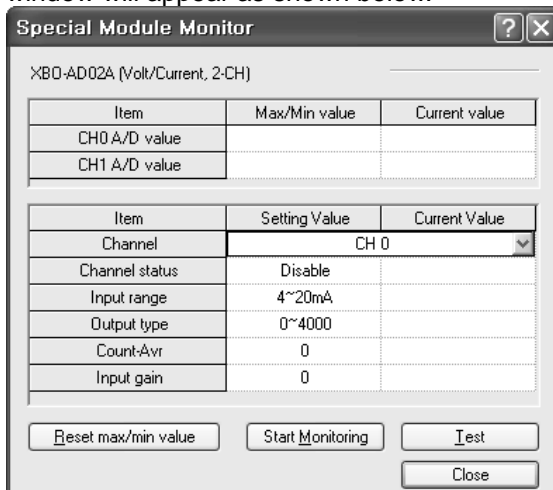 window will appear as shown below.
Special Module Monitor
XBO-AD02A (Volt/Current, 2-CH)
Item Max/Min value Current value
CH0 A/D value
CH1 A/D value
Item Setting Value Current Value
Channel CH 0
Channel status Disable
Input range 4~20mA
Output type 0~4000
Count-Avr 0
Input gain 0
Reset max/min value Start Monitoring Test
Close